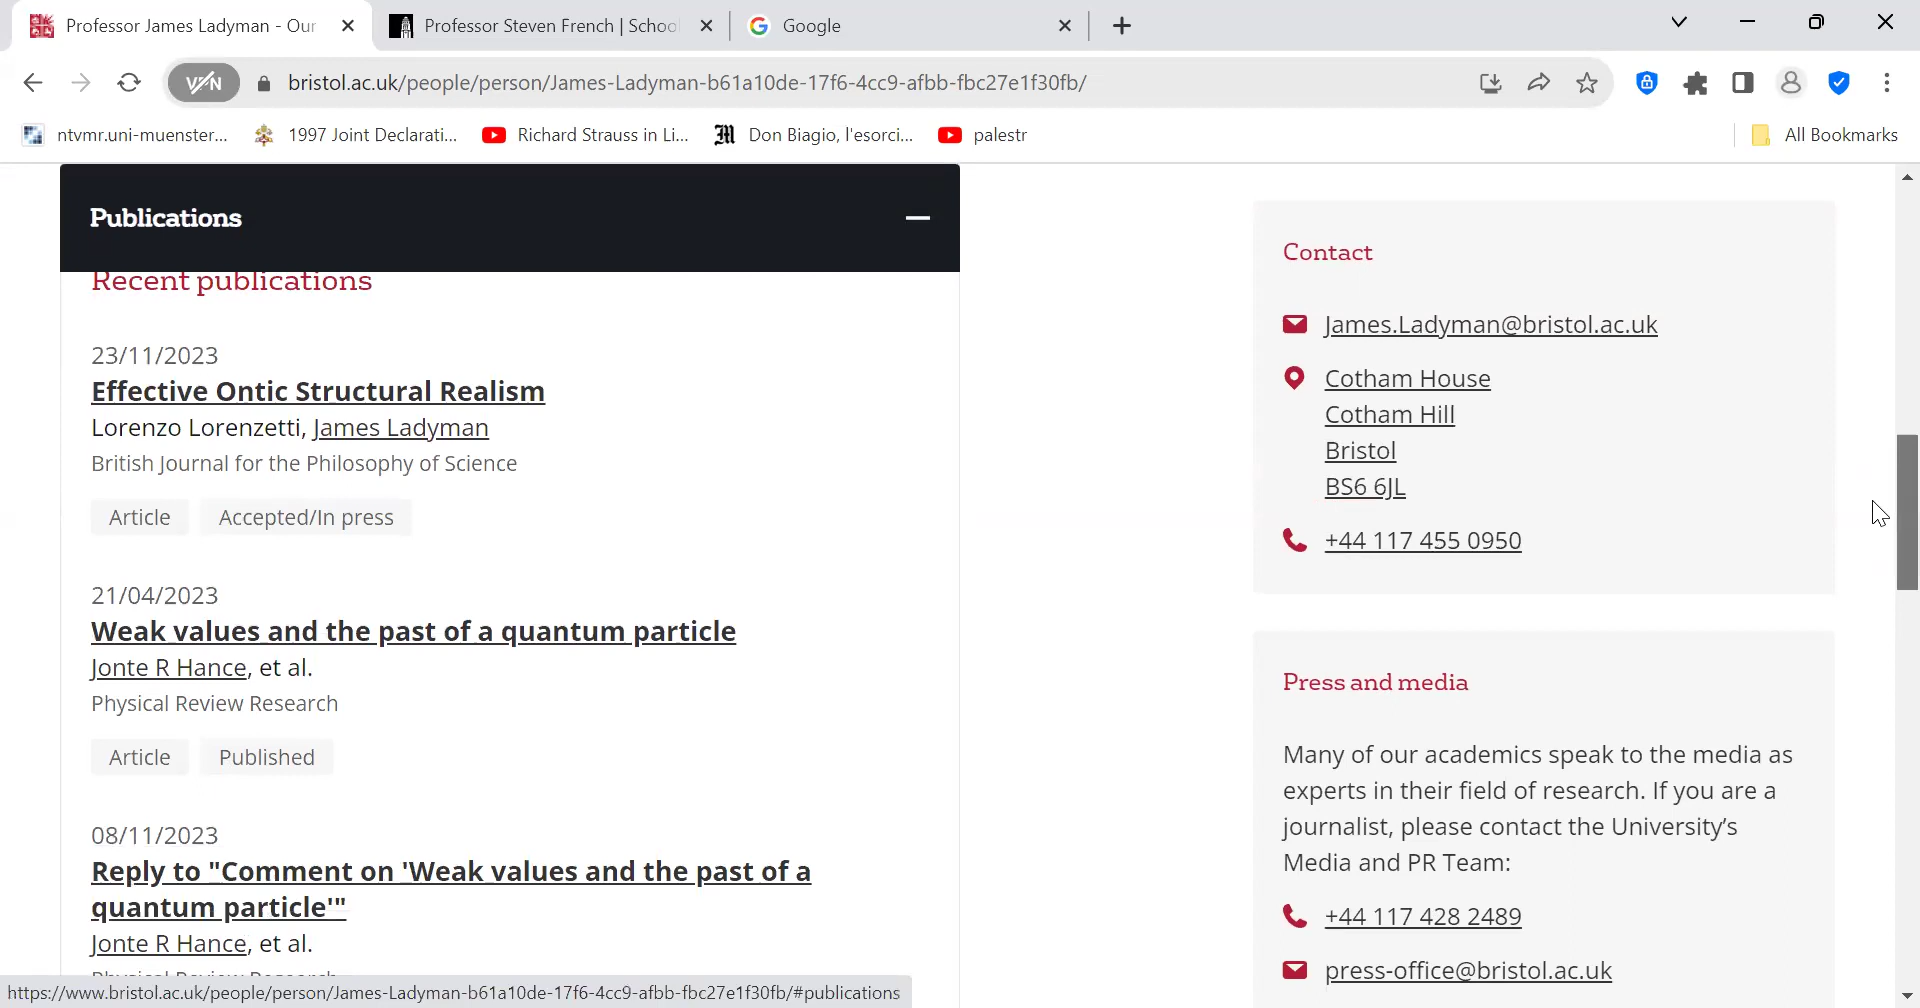 Professor James Ladyman - Our
Professor Steven French | School
Google
VPN
bristol.ac.uk/people/person/James-Ladyman-b61a10de-17f6-4cc9-afbb-fbc27e1f30fb/
ntvmr.uni-muenster...
1997 Joint Declarati...
Richard Strauss in Li...
Don Biagio, l'esorci...
palestr
All Bookmarks
Publications
Recent publications
23/11/2023
Effective Ontic Structural Realism
Lorenzo Lorenzetti, James Ladyman
British Journal for the Philosophy of Science
Article
Accepted/In press
21/04/2023
Weak values and the past of a quantum particle
Jonte R Hance, et al.
Physical Review Research
Article
Published
08/11/2023
Reply to "Comment on 'Weak values and the past of a
quantum particle'"
Jonte R Hance, et al.
Physical Review Research
https://www.bristol.ac.uk/people/person/James-Ladyman-b61a10de-17f6-4cc9-afbb-fbc27e1f30fb/#publications
Contact
James.Ladyman@bristol.ac.uk
Cotham House
Cotham Hill
Bristol
BS6 6JL
+44 117 455 0950
Press and media
Many of our academics speak to the media as
experts in their field of research. If you are a
journalist, please contact the University’s
Media and PR Team:
+44 117 428 2489
press-office@bristol.ac.uk